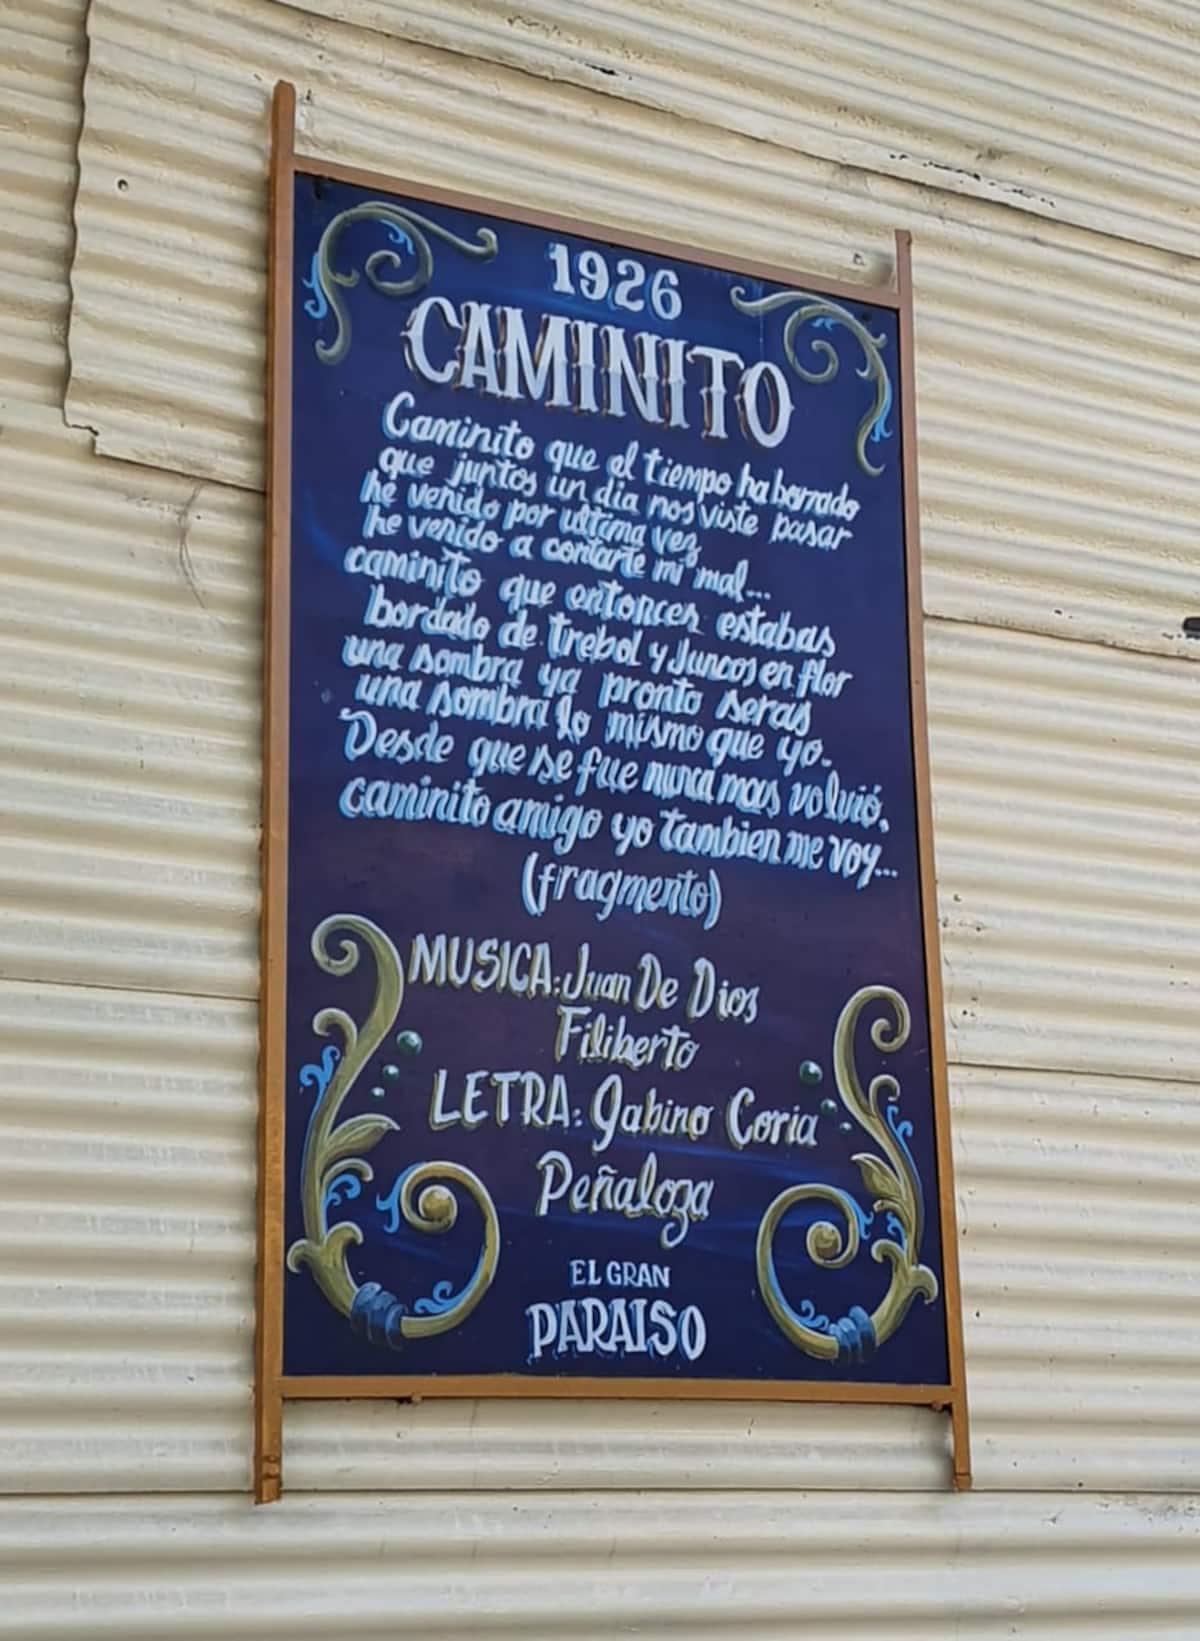 1926
CAMINITO
Caminito que el tiempo ha borrado
que juntos un dia nos viste pasar
he venido por ultima vez
he venido a contarte mi mal...
caminito que entonces estabas
bordado de trebol y Juncos en flor
una sombra ya pronto seras
una sombra lo mismo que yo.
Desde que se fue nunca mas volvió,
caminito amigo yo tambien me voy...
(fragmento)
MUSICA: Juan De Dios
Filiberto
LETRA: Gabino Coria
Peñaloza
EL GRAN
PARAISO